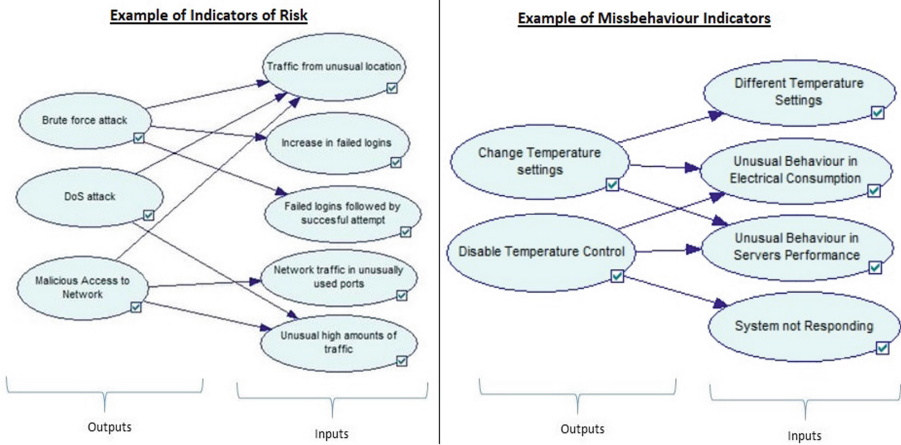 Example of Indicators of Risk
Traffic from unusual location
Brute force attack
Increase in failed logins
DoS attack
Failed logins followed by
succesful attempt
Malicious Access to
Network
Network traffic in unusually
used ports
Unusual high amounts of
traffic
Outputs
Inputs
Example of Missbehaviour Indicators
Different Temperature
Settings
Change Temperature
settings
Unusual Behaviour in
Electrical Consumption
Disable Temperature Control
Unusual Behaviour in
Servers Performance
System not Responding
Outputs
Inputs